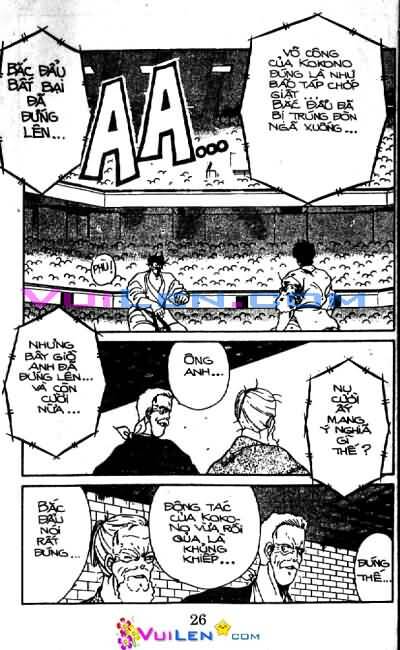 VÕ CÔNG
CỦA KOKONO
ĐÚNG LÀ NHƯ
BÃO TÁP CHỚP
GIẬT...
BẮC ĐẨU ĐÃ
BỊ TRÚNG ĐÒN
NGÃ XUỐNG...
BẮC ĐẨU
BẤT BẠI
ĐÃ
ĐỨNG
LÊN...
AA...
PHÙ!
VUILEN.COM
NỤ
CƯỜI
ẤY
MANG
Ý NGHĨA
GÌ
THẾ?
ÔNG
ANH...
NHƯNG
BÂY GIỜ
ANH ĐÃ
ĐỨNG LÊN...
VÀ CÒN
CƯỜI
NỮA...
ĐÚNG
THẾ...
ĐỘNG TÁC
CỦA KOKO-
NO VỪA RỒI
QUẢ LÀ
KHỦNG
KHIẾP...
BẮC
ĐẨU
NÓI
RẤT
ĐÚNG...
26
VUILEN.COM